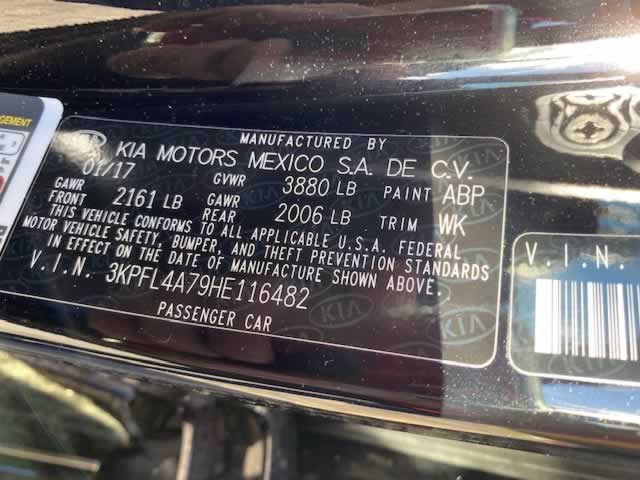 AGEMENT
MANUFACTURED BY
KIA MOTORS MEXICO S.A. DE C.V.
01/17 GVWR 3880 LB PAINT ABP
GAWR FRONT 2161 LB GAWR REAR 2006 LB TRIM WK
THIS VEHICLE CONFORMS TO ALL APPLICABLE U.S.A. FEDERAL
MOTOR VEHICLE SAFETY, BUMPER, AND THEFT PREVENTION STANDARDS
IN EFFECT ON THE DATE OF MANUFACTURE SHOWN ABOVE.
V.I.N. 3KPFL4A79HE116482
PASSENGER CAR
V.I.N.